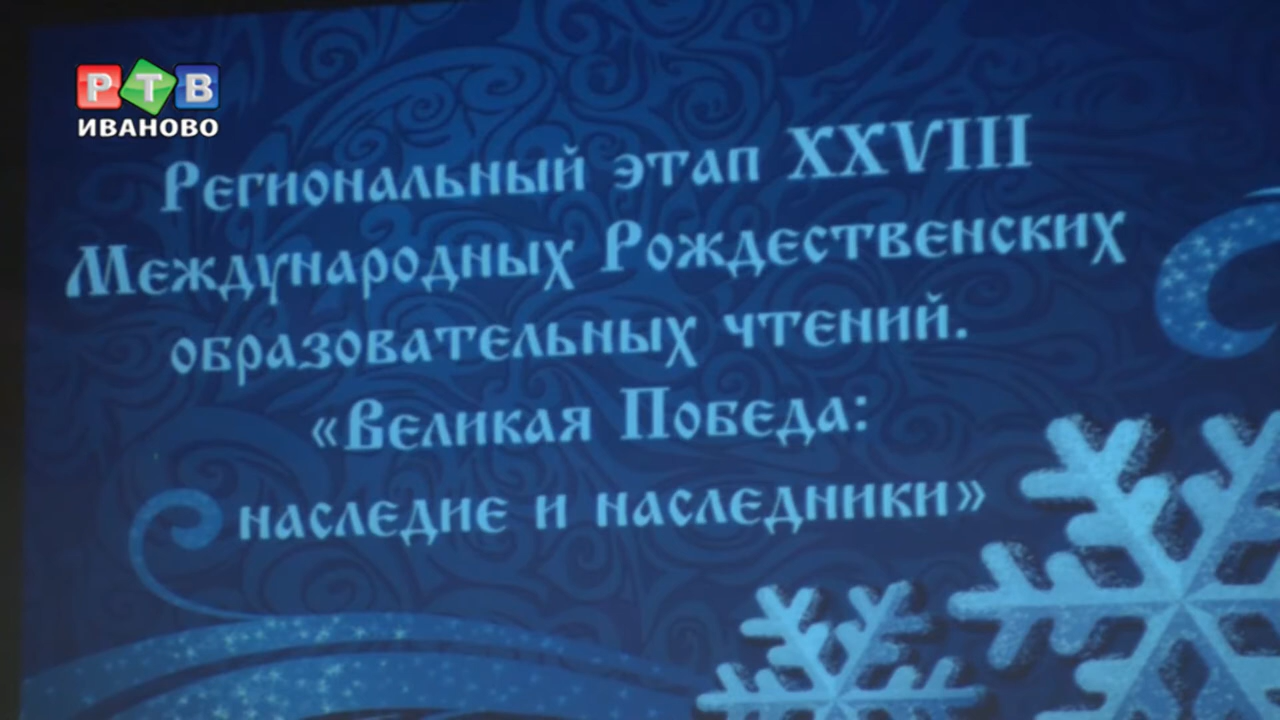 РТВ
ИВАНОВО
Региональный этап XXVIII
Международных Рождественских
образовательных чтений.
«Великая Победа:
наследие и наследники»